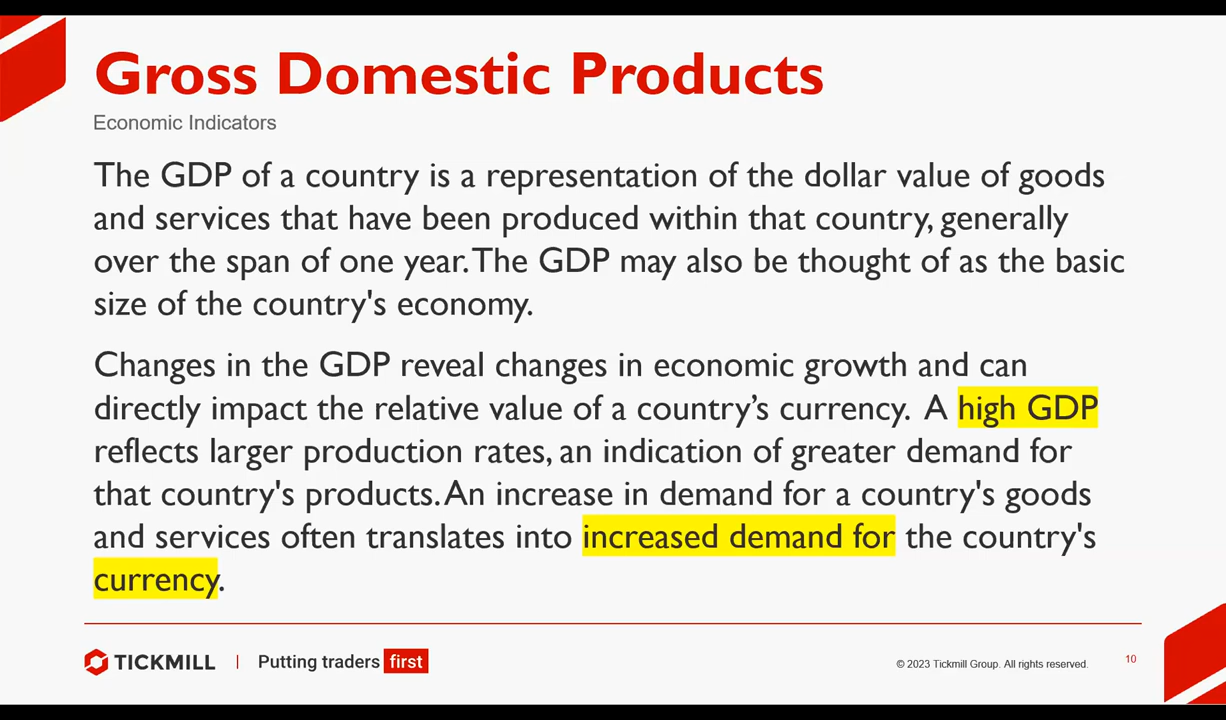 Gross Domestic Products
Economic Indicators
The GDP of a country is a representation of the dollar value of goods
and services that have been produced within that country, generally
over the span of one year. The GDP may also be thought of as the basic
size of the country's economy.
Changes in the GDP reveal changes in economic growth and can
directly impact the relative value of a country’s currency. A high GDP
reflects larger production rates, an indication of greater demand for
that country's products. An increase in demand for a country's goods
and services often translates into increased demand for the country's
currency.
TICKMILL | Putting traders first
© 2023 Tickmill Group. All rights reserved.
10